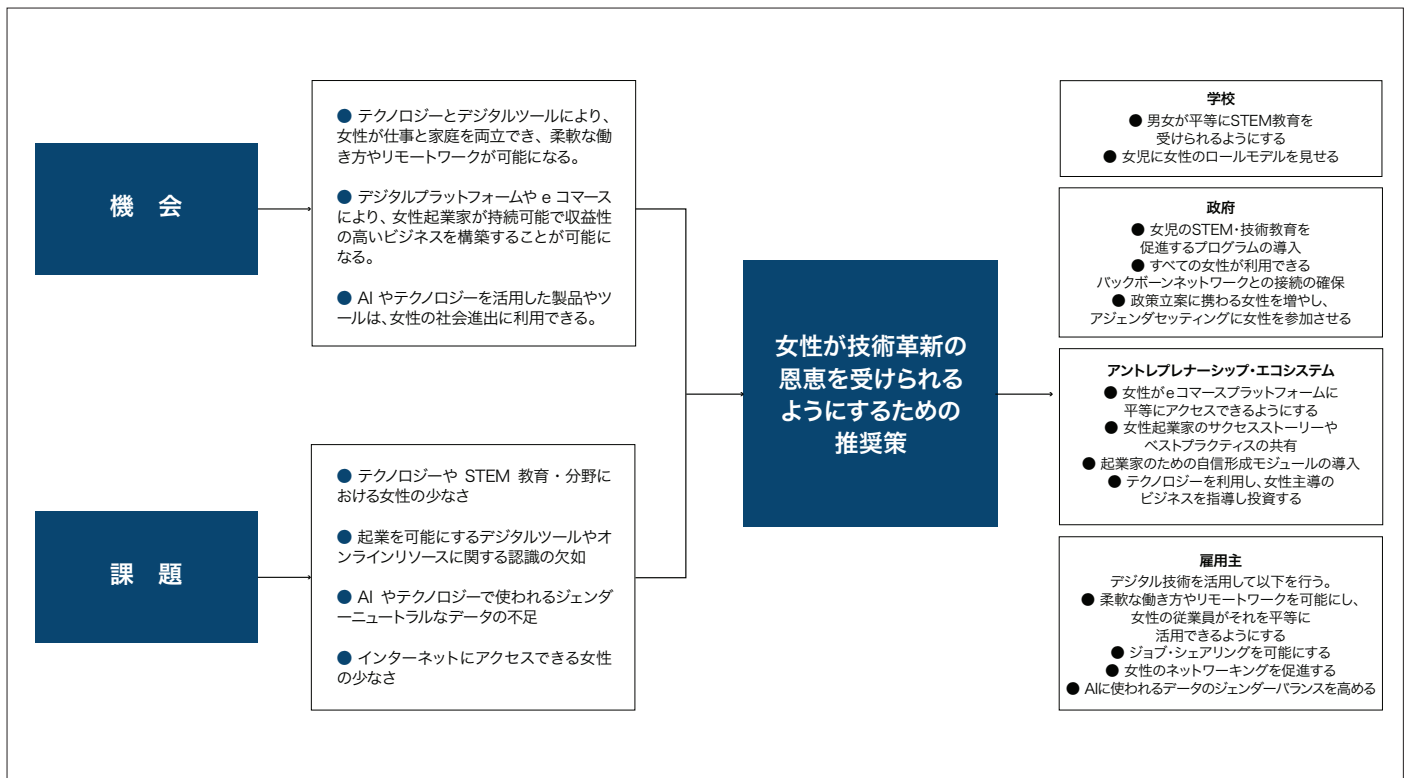 機 会
● テクノロジーとデジタルツールにより、
女性が仕事と家庭を両立でき、柔軟な働
き方やリモートワークが可能になる。
● デジタルプラットフォームや e コマース
により、女性起業家が持続可能で収益性
の高いビジネスを構築することが可能に
なる。
● AI やテクノロジーを活用した製品やツ
ールは、女性の社会進出に利用できる。
課 題
● テクノロジーや STEM 教育・分野に
おける女性の少なさ
● 起業を可能にするデジタルツールやオ
ンラインリソースに関する認識の欠如
● AI やテクノロジーで使われるジェンダ
ーニュートラルなデータの不足
● インターネットにアクセスできる女性
の少なさ
女性が技術革新の
恩恵を受けられる
ようにするための
推奨策
学校
● 男女が平等にSTEM教育を
受けられるようにする
● 女児に女性のロールモデルを見せる
政府
● 女児のSTEM・技術教育を
促進するプログラムの導入
● すべての女性が利用できる
バックボーンネットワークとの接続の確保
● 政策立案に携わる女性を増やし、
アジェンダセッティングに女性を参加させる
アントレプレナーシップ・エコシステム
● 女性がeコマースプラットフォームに
平等にアクセスできるようにする
● 女性起業家のサクセスストーリーや
ベストプラクティスの共有
● 起業家のための自信形成モジュールの導入
● テクノロジーを利用し、女性主導の
ビジネスを指導し投資する
雇用主
デジタル技術を活用して以下を行う。
● 柔軟な働き方やリモートワークを可能にし、
女性の従業員がそれを平等に
活用できるようにする
● ジョブ・シェアリングを可能にする
● 女性のネットワーキングを促進する
● AIに使われるデータのジェンダーバランスを高める